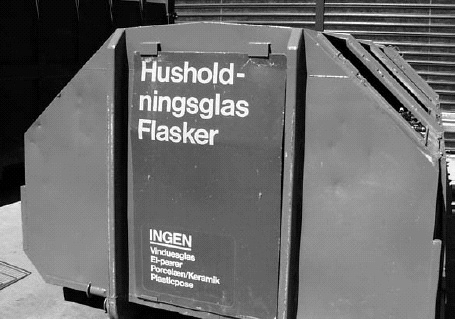 Hushold-
ningsglas
Flasker
INGEN
Vinduesglas
El-pærer
Porcelæn/Keramik
Plasticpose